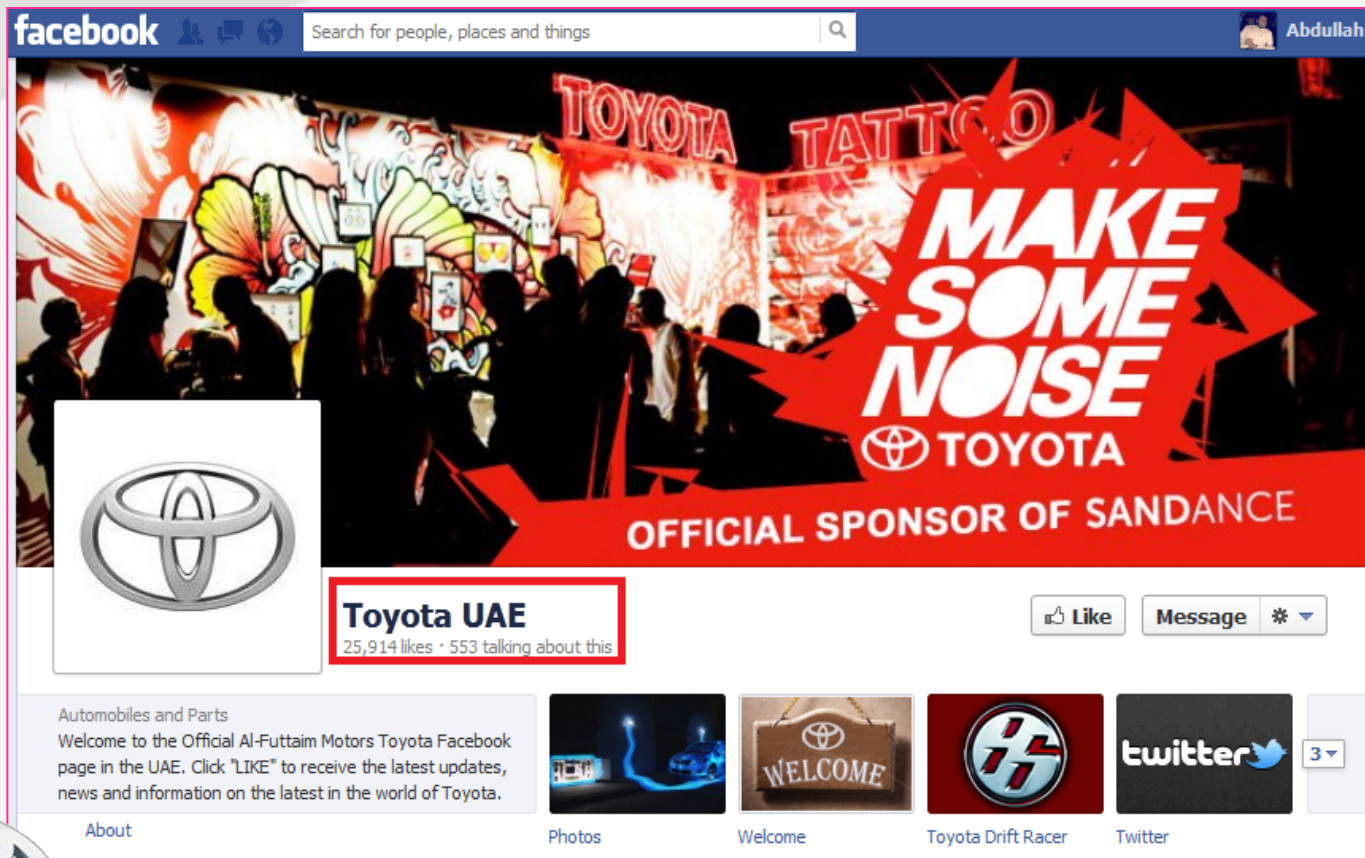 facebook
Search for people, places and things
Abdullah
TOYOTA TATTOO
MAKE
SOME
NOISE
TOYOTA
OFFICIAL SPONSOR OF SANDANCE
Toyota UAE
25,914 likes · 553 talking about this
Like
Message
Automobiles and Parts
Welcome to the Official Al-Futtaim Motors Toyota Facebook
page in the UAE. Click "LIKE" to receive the latest updates,
news and information on the latest in the world of Toyota.
About
WELCOME
twitter
3
Photos
Welcome
Toyota Drift Racer
Twitter